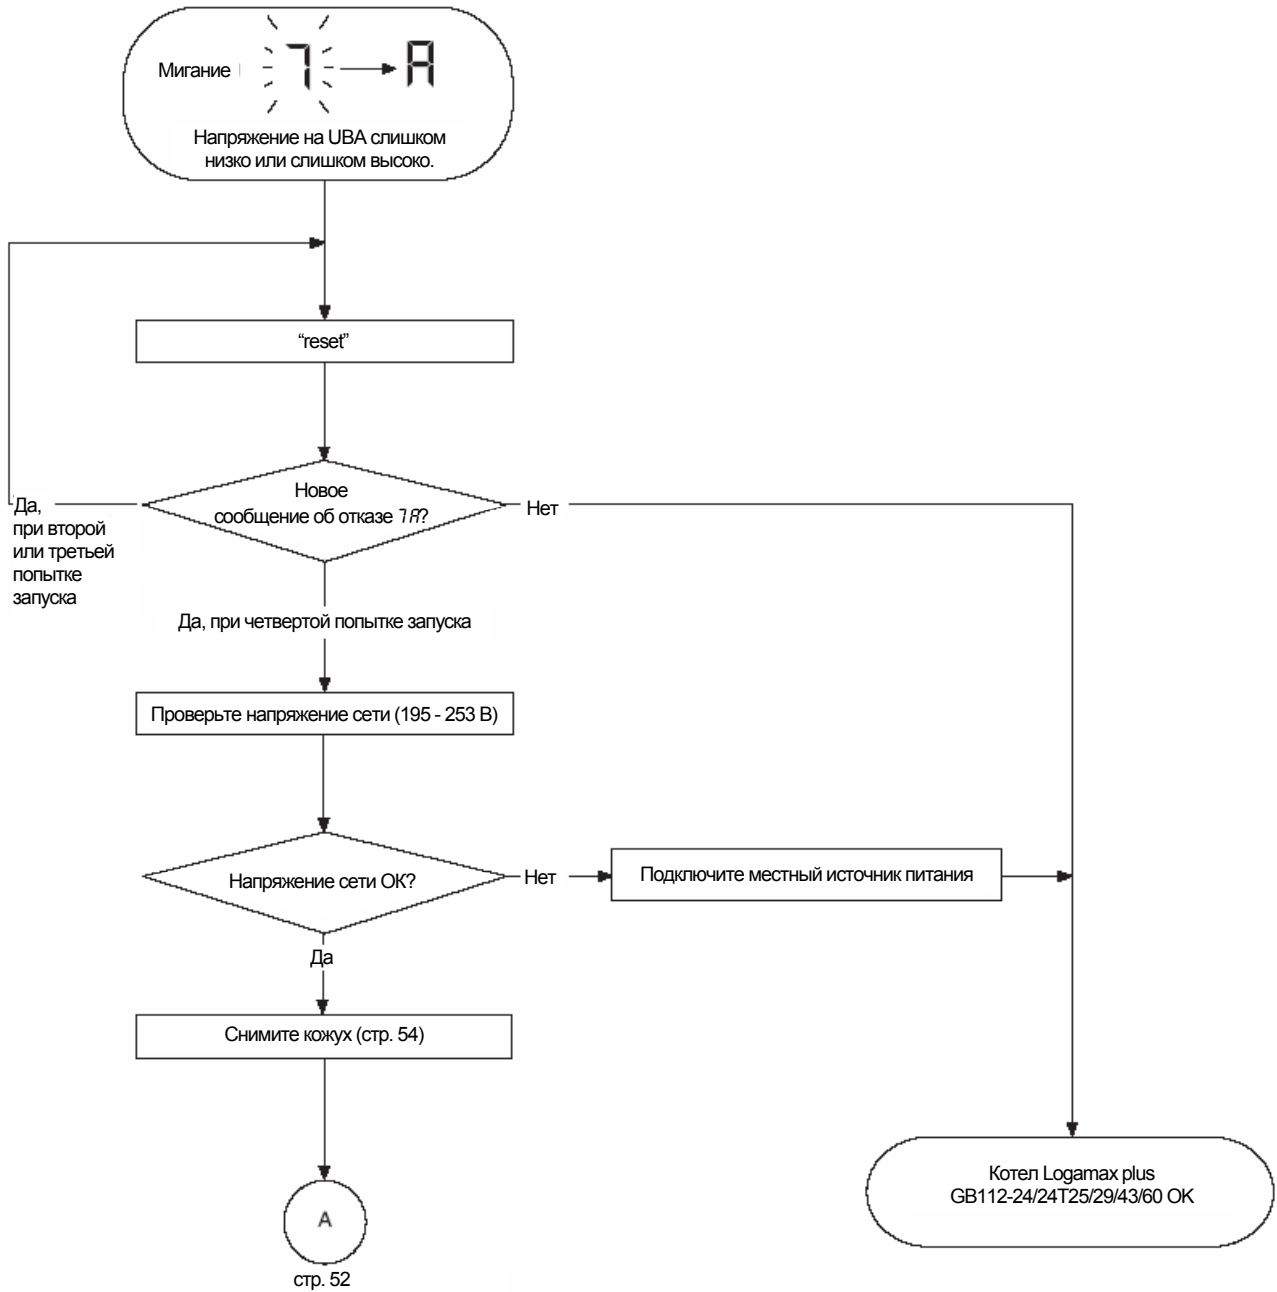 Мигание 7 A
Напряжение на UBA слишком
низко или слишком высоко.
“reset”
Новое
сообщение об отказе 7A?
Да,
при второй
или третьей
попытке
запуска
Нет
Да, при четвертой попытке запуска
Проверьте напряжение сети (195 - 253 В)
Напряжение сети ОК?
Нет
Подключите местный источник питания
Да
Снимите кожух (стр. 54)
A
стр. 52
Котел Logamax plus
GB112-24/24T25/29/43/60 OK